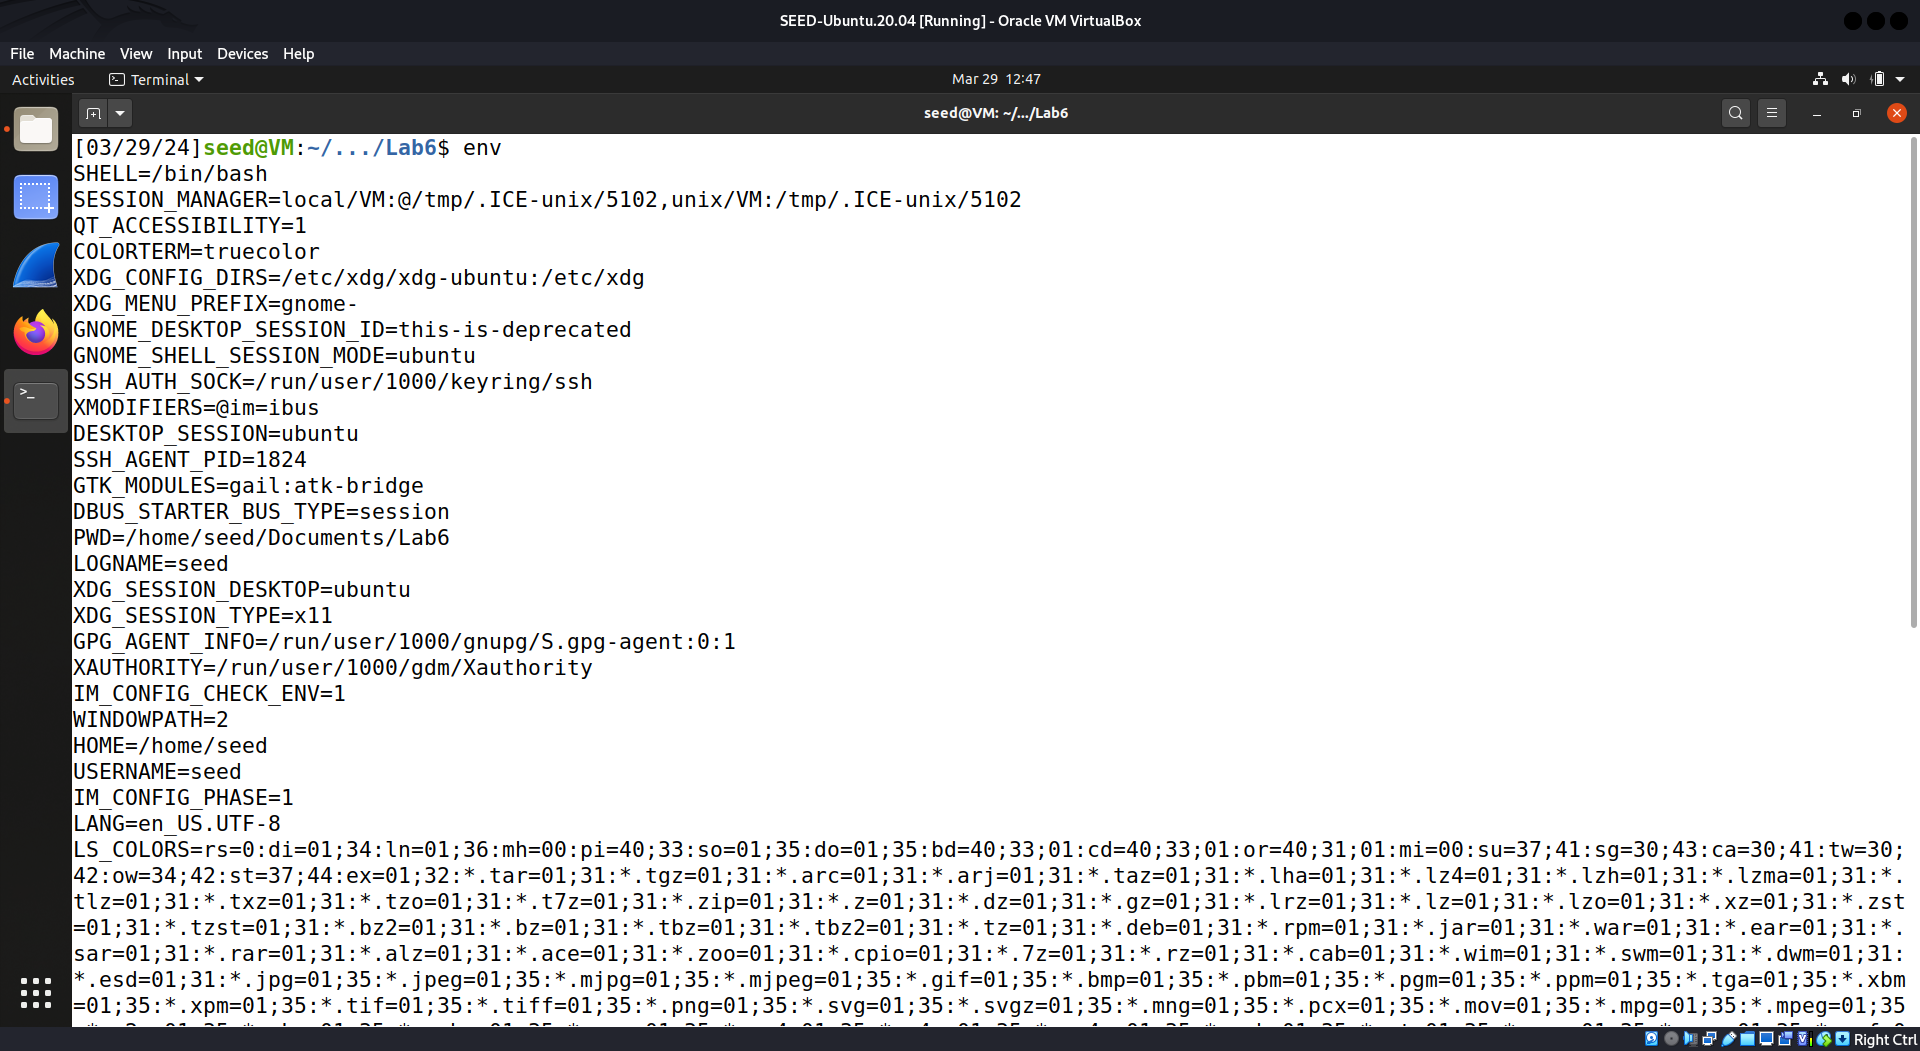 SEED-Ubuntu.20.04 [Running] - Oracle VM VirtualBox
File Machine View Input Devices Help
Activities Terminal Mar 29 12:47
seed@VM: ~/.../Lab6
[03/29/24]seed@VM:~/.../Lab6$ env
SHELL=/bin/bash
SESSION_MANAGER=local/VM:@/tmp/.ICE-unix/5102,unix/VM:/tmp/.ICE-unix/5102
QT_ACCESSIBILITY=1
COLORTERM=truecolor
XDG_CONFIG_DIRS=/etc/xdg/xdg-ubuntu:/etc/xdg
XDG_MENU_PREFIX=gnome-
GNOME_DESKTOP_SESSION_ID=this-is-deprecated
GNOME_SHELL_SESSION_MODE=ubuntu
SSH_AUTH_SOCK=/run/user/1000/keyring/ssh
XMODIFIERS=@im=ibus
DESKTOP_SESSION=ubuntu
SSH_AGENT_PID=1824
GTK_MODULES=gail:atk-bridge
DBUS_STARTER_BUS_TYPE=session
PWD=/home/seed/Documents/Lab6
LOGNAME=seed
XDG_SESSION_DESKTOP=ubuntu
XDG_SESSION_TYPE=x11
GPG_AGENT_INFO=/run/user/1000/gnupg/S.gpg-agent:0:1
XAUTHORITY=/run/user/1000/gdm/Xauthority
IM_CONFIG_CHECK_ENV=1
WINDOWPATH=2
HOME=/home/seed
USERNAME=seed
IM_CONFIG_PHASE=1
LANG=en_US.UTF-8
LS_COLORS=rs=0:di=01;34:ln=01;36:mh=00:pi=40;33:so=01;35:do=01;35:bd=40;33;01:cd=40;33;01:or=40;31;01:mi=00:su=37;41:sg=30;43:ca=30;41:tw=30;
42:ow=34;42:st=37;44:ex=01;32:*.tar=01;31:*.tgz=01;31:*.arc=01;31:*.arj=01;31:*.taz=01;31:*.lha=01;31:*.lz4=01;31:*.lzh=01;31:*.lzma=01;31:*.
tlz=01;31:*.txz=01;31:*.tzo=01;31:*.t7z=01;31:*.zip=01;31:*.z=01;31:*.dz=01;31:*.gz=01;31:*.lrz=01;31:*.lz=01;31:*.lzo=01;31:*.xz=01;31:*.zst
=01;31:*.tzst=01;31:*.bz2=01;31:*.bz=01;31:*.tbz=01;31:*.tbz2=01;31:*.tz=01;31:*.deb=01;31:*.rpm=01;31:*.jar=01;31:*.war=01;31:*.ear=01;31:*.
sar=01;31:*.rar=01;31:*.alz=01;31:*.ace=01;31:*.zoo=01;31:*.cpio=01;31:*.7z=01;31:*.rz=01;31:*.cab=01;31:*.wim=01;31:*.swm=01;31:*.dwm=01;31:
*.esd=01;31:*.jpg=01;35:*.jpeg=01;35:*.mjpg=01;35:*.mjpeg=01;35:*.gif=01;35:*.bmp=01;35:*.pbm=01;35:*.pgm=01;35:*.ppm=01;35:*.tga=01;35:*.xbm
=01;35:*.xpm=01;35:*.tif=01;35:*.tiff=01;35:*.png=01;35:*.svg=01;35:*.svgz=01;35:*.mng=01;35:*.pcx=01;35:*.mov=01;35:*.mpg=01;35:*.mpeg=01;35
Right Ctrl